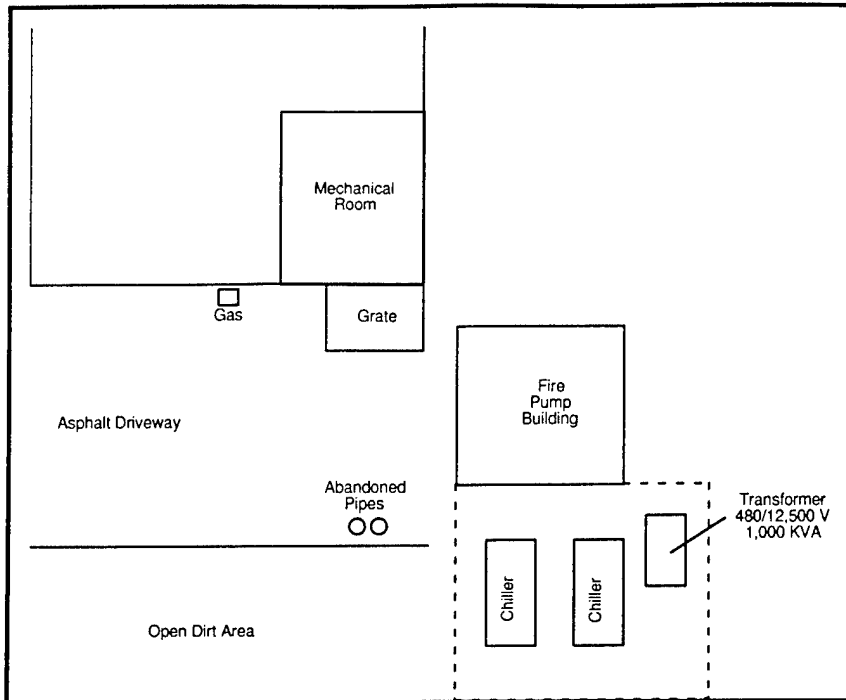 Mechanical
Room
Gas
Grate
Fire
Pump
Building
Asphalt Driveway
Abandoned
Pipes
Transformer
480/12,500 V
1,000 KVA
Chiller
Chiller
Open Dirt Area